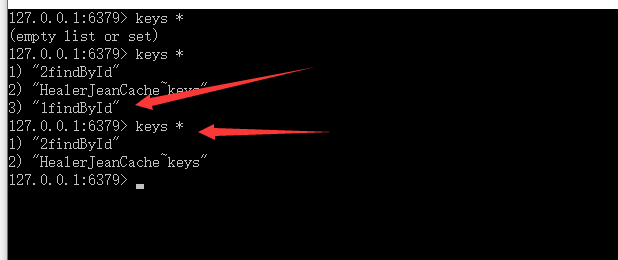 127.0.0.1:6379> keys *
(empty list or set)
127.0.0.1:6379> keys *
1) "2findById"
2) "HealerJeanCache~keys"
3) "1findById"
127.0.0.1:6379> keys *
1) "2findById"
2) "HealerJeanCache~keys"
127.0.0.1:6379>